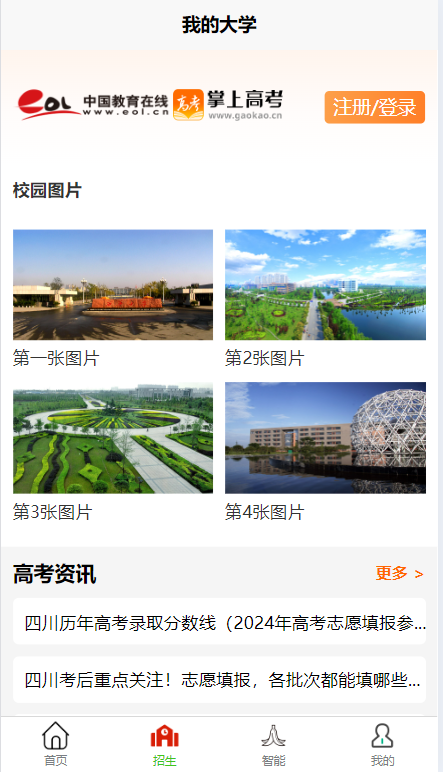 我的大学
eol 中国教育在线 www.eol.cn 高考 掌上高考 www.gaokao.cn 注册/登录
校园图片
第一张图片 第2张图片
第3张图片 第4张图片
高考资讯 更多 >
四川历年高考录取分数线（2024年高考志愿填报参...
四川考后重点关注！志愿填报，各批次都能填哪些...
首页 招生 智能 我的